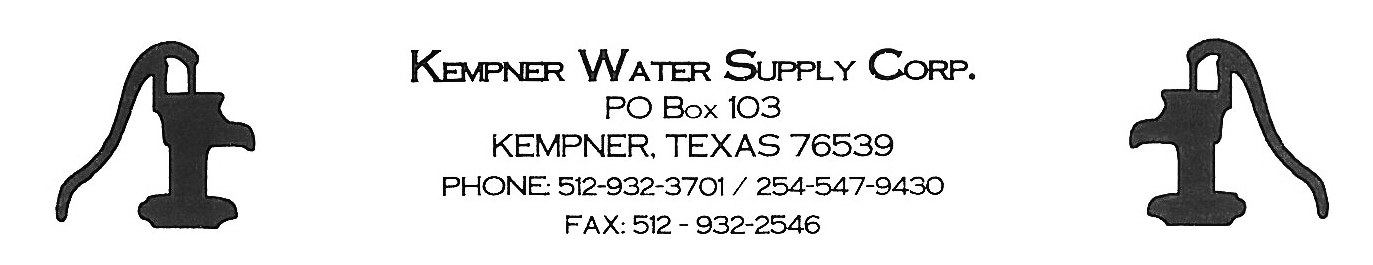 KEMPNER WATER SUPPLY CORP.
PO BOX 103
KEMPNER, TEXAS 76539
PHONE: 512-932-3701 / 254-547-9430
FAX: 512 - 932-2546